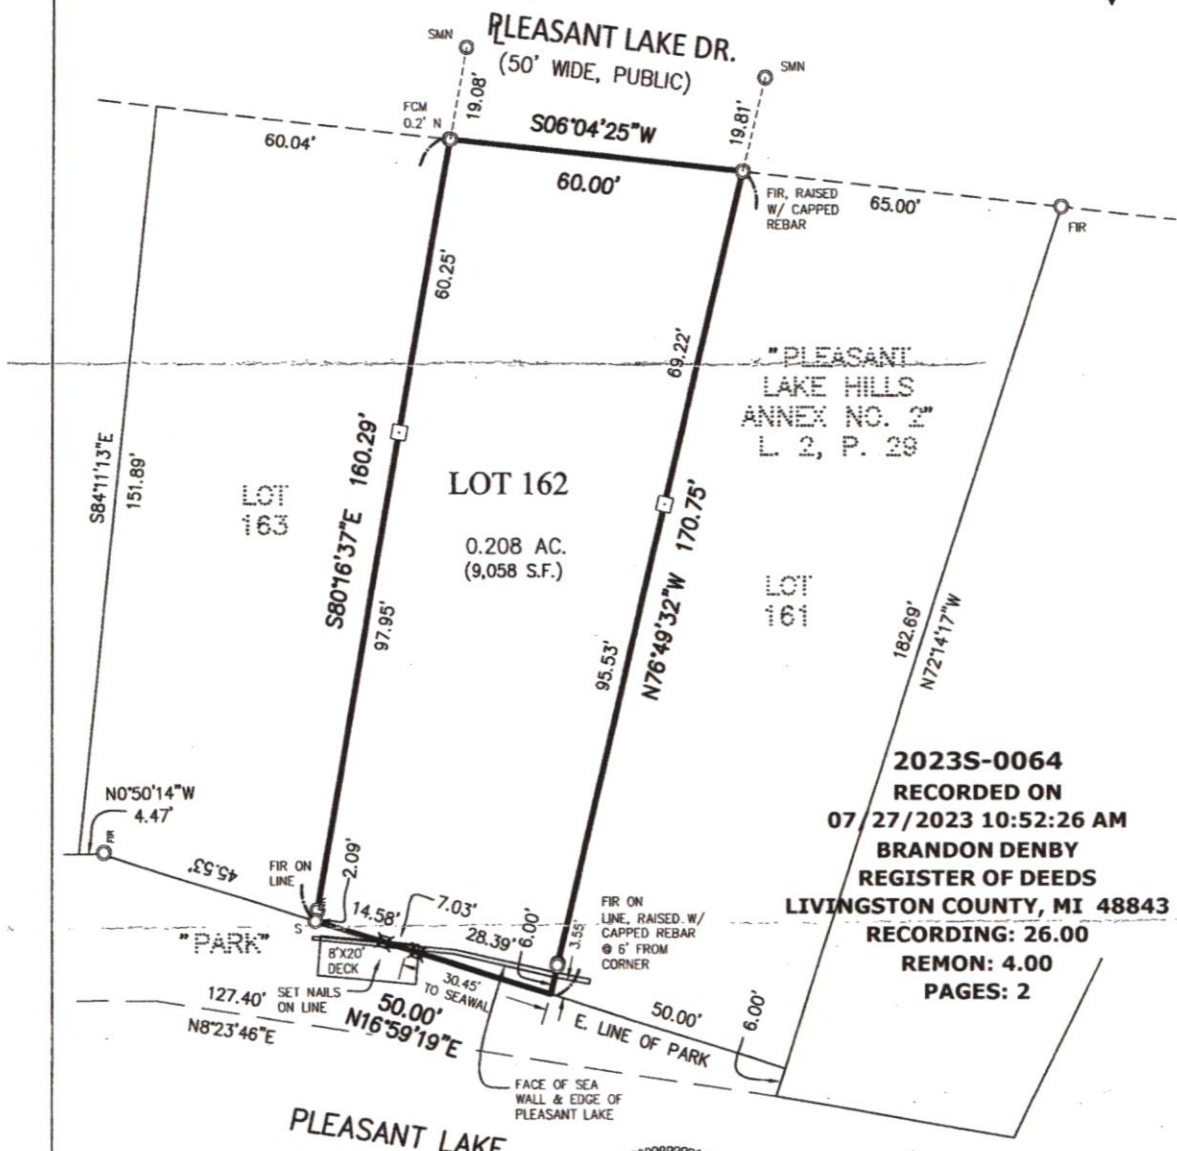 PLEASANT LAKE DR.
(50' WIDE, PUBLIC)
SMN
SMN
19.08'
19.81'
FCM
0.2' N
60.04'
S06°04'25"W
60.00'
FIR, RAISED
W/ CAPPED
REBAR
65.00'
FIR
60.25'
69.22'
"PLEASANT
LAKE HILLS
ANNEX NO. 2"
L. 2, P. 29
S84°11'13"E
151.89'
LOT
163
S80°16'37"E 160.29'
97.95'
LOT 162
0.208 AC.
(9,058 S.F.)
N76°49'32"W 170.75'
95.53'
LOT
161
182.69'
N72°14'17"W
2023S-0064
RECORDED ON
07/27/2023 10:52:26 AM
BRANDON DENBY
REGISTER OF DEEDS
LIVINGSTON COUNTY, MI 48843
RECORDING: 26.00
REMON: 4.00
PAGES: 2
N0°50'14"W
4.47'
FIR
45.53'
FIR ON
LINE
2.09'
S
14.58'
7.03'
28.39'
6.00'
3.55'
FIR ON
LINE, RAISED W/
CAPPED REBAR
@ 6' FROM
CORNER
"PARK"
8'X20'
DECK
30.45'
TO SEAWAL
127.40'
SET NAILS
ON LINE
50.00'
N16°59'19"E
N8°23'46"E
E. LINE OF PARK
50.00'
6.00'
FACE OF SEA
WALL & EDGE OF
PLEASANT LAKE
PLEASANT LAKE